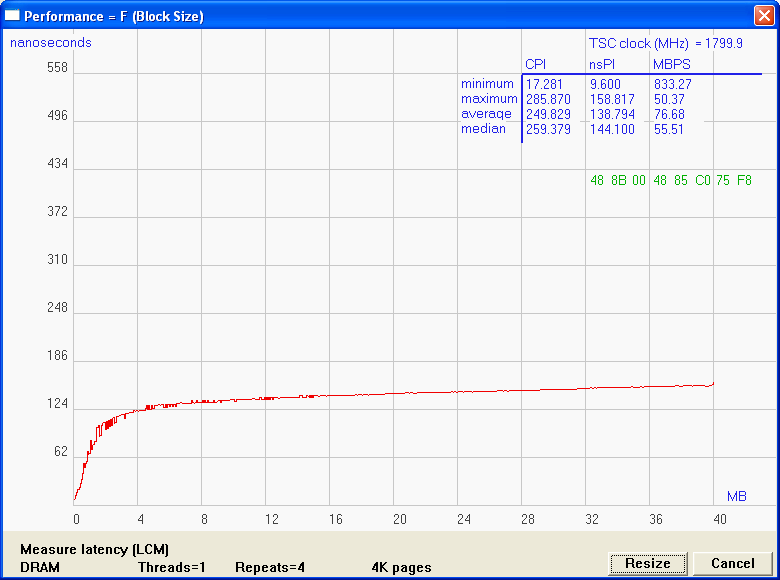 Performance = F (Block Size)
nanoseconds
TSC clock (MHz) = 1799.9
CPI nsPI MBPS
minimum 17.281 9.600 833.27
maximum 285.870 158.817 50.37
average 249.829 138.794 76.68
median 259.379 144.100 55.51
48 8B 00 48 85 C0 75 F8
558
496
434
372
310
248
186
124
62
MB
0 4 8 12 16 20 24 28 32 36 40
Measure latency (LCM)
DRAM Threads=1 Repeats=4 4K pages
Resize Cancel